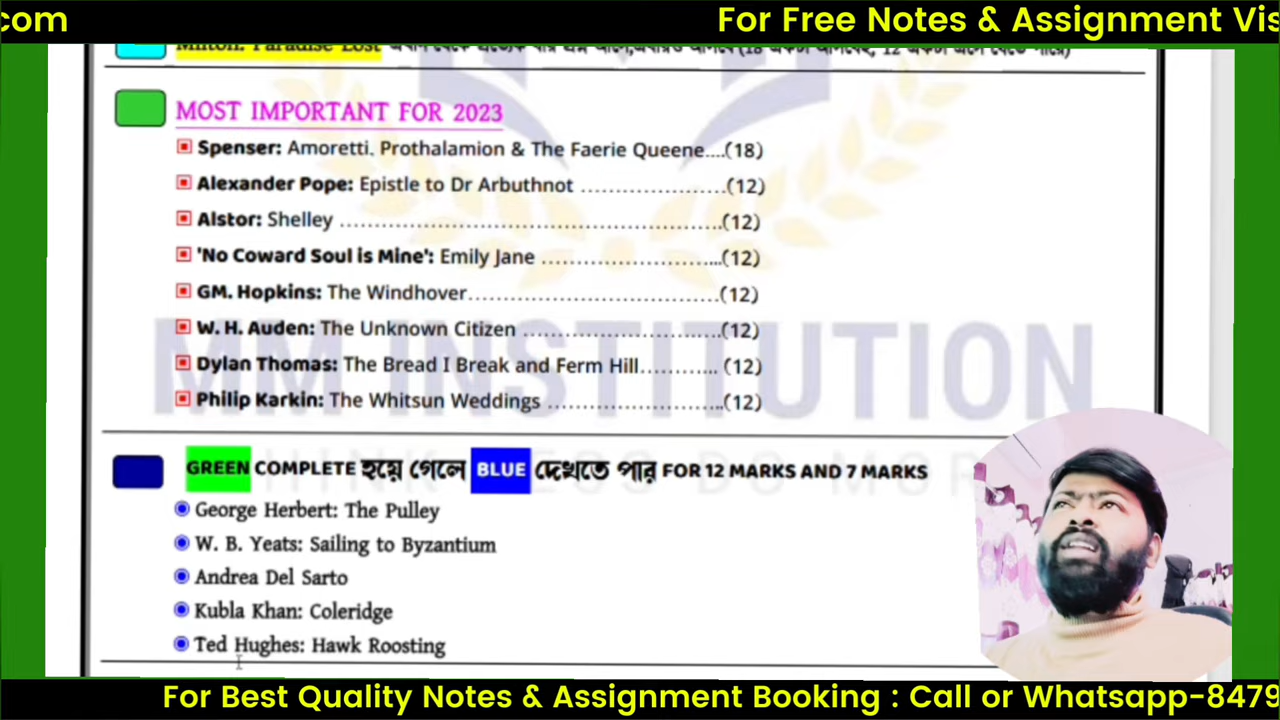 com
For Free Notes & Assignment Vis
Milton: Paradise Lost
MOST IMPORTANT FOR 2023
Spenser: Amoretti. Prothalamion & The Faerie Queene....(18)
Alexander Pope: Epistle to Dr Arbuthnot ......................(12)
Alstor: Shelley ..........................................................(12)
'No Coward Soul is Mine': Emily Jane ...........................(12)
GM. Hopkins: The Windhover......................................(12)
W. H. Auden: The Unknown Citizen ..............................(12)
Dylan Thomas: The Bread I Break and Ferm Hill............ (12)
Philip Karkin: The Whitsun Weddings ..........................(12)
MM INSTITUTION
GREEN COMPLETE হয়ে গেলে BLUE দেখতে পার FOR 12 MARKS AND 7 MARKS
George Herbert: The Pulley
W. B. Yeats: Sailing to Byzantium
Andrea Del Sarto
Kubla Khan: Coleridge
Ted Hughes: Hawk Roosting
For Best Quality Notes & Assignment Booking : Call or Whatsapp-8479